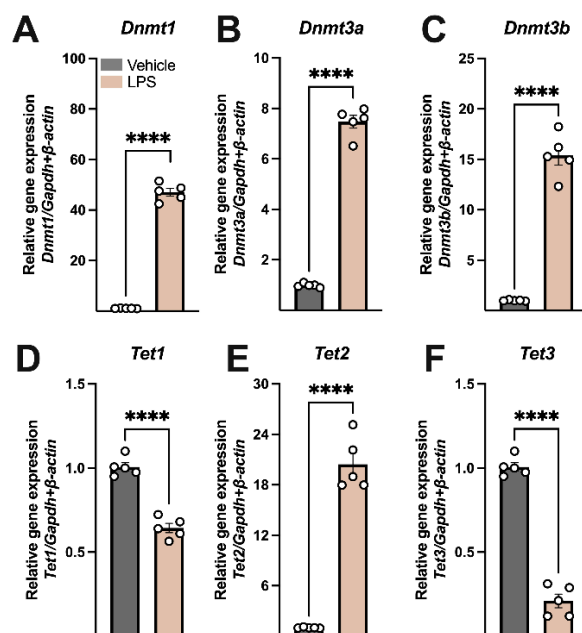 A
Dnmt1
Relative gene expression
Dnmt1/Gapdh+β-actin
100
80
60
40
20
Vehicle
LPS
****
B
Dnmt3a
Relative gene expression
Dnmt3a/Gapdh+β-actin
10
8
6
4
2
****
C
Dnmt3b
Relative gene expression
Dnmt3b/Gapdh+β-actin
25
20
15
10
5
****
D
Tet1
Relative gene expression
Tet1/Gapdh+β-actin
1.5
1.0
0.5
****
E
Tet2
Relative gene expression
Tet2/Gapdh+β-actin
30
24
18
12
6
****
F
Tet3
Relative gene expression
Tet3/Gapdh+β-actin
1.5
1.0
0.5
****